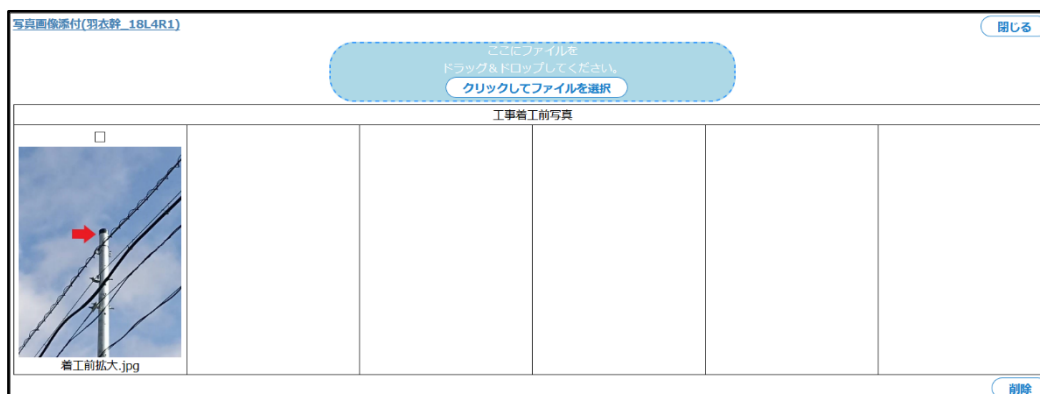 写真画像添付(羽衣幹_18L4R1)
閉じる
ここにファイルを
ドラッグ＆ドロップしてください。
クリックしてファイルを選択
工事着工前写真
着工前拡大.jpg
削除